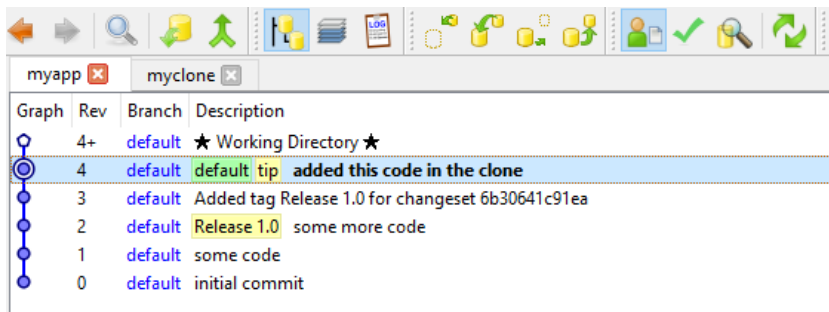 LOG
myapp myclone
Graph Rev Branch Description
4+ default ★ Working Directory ★
4 default default tip added this code in the clone
3 default Added tag Release 1.0 for changeset 6b30641c91ea
2 default Release 1.0 some more code
1 default some code
0 default initial commit